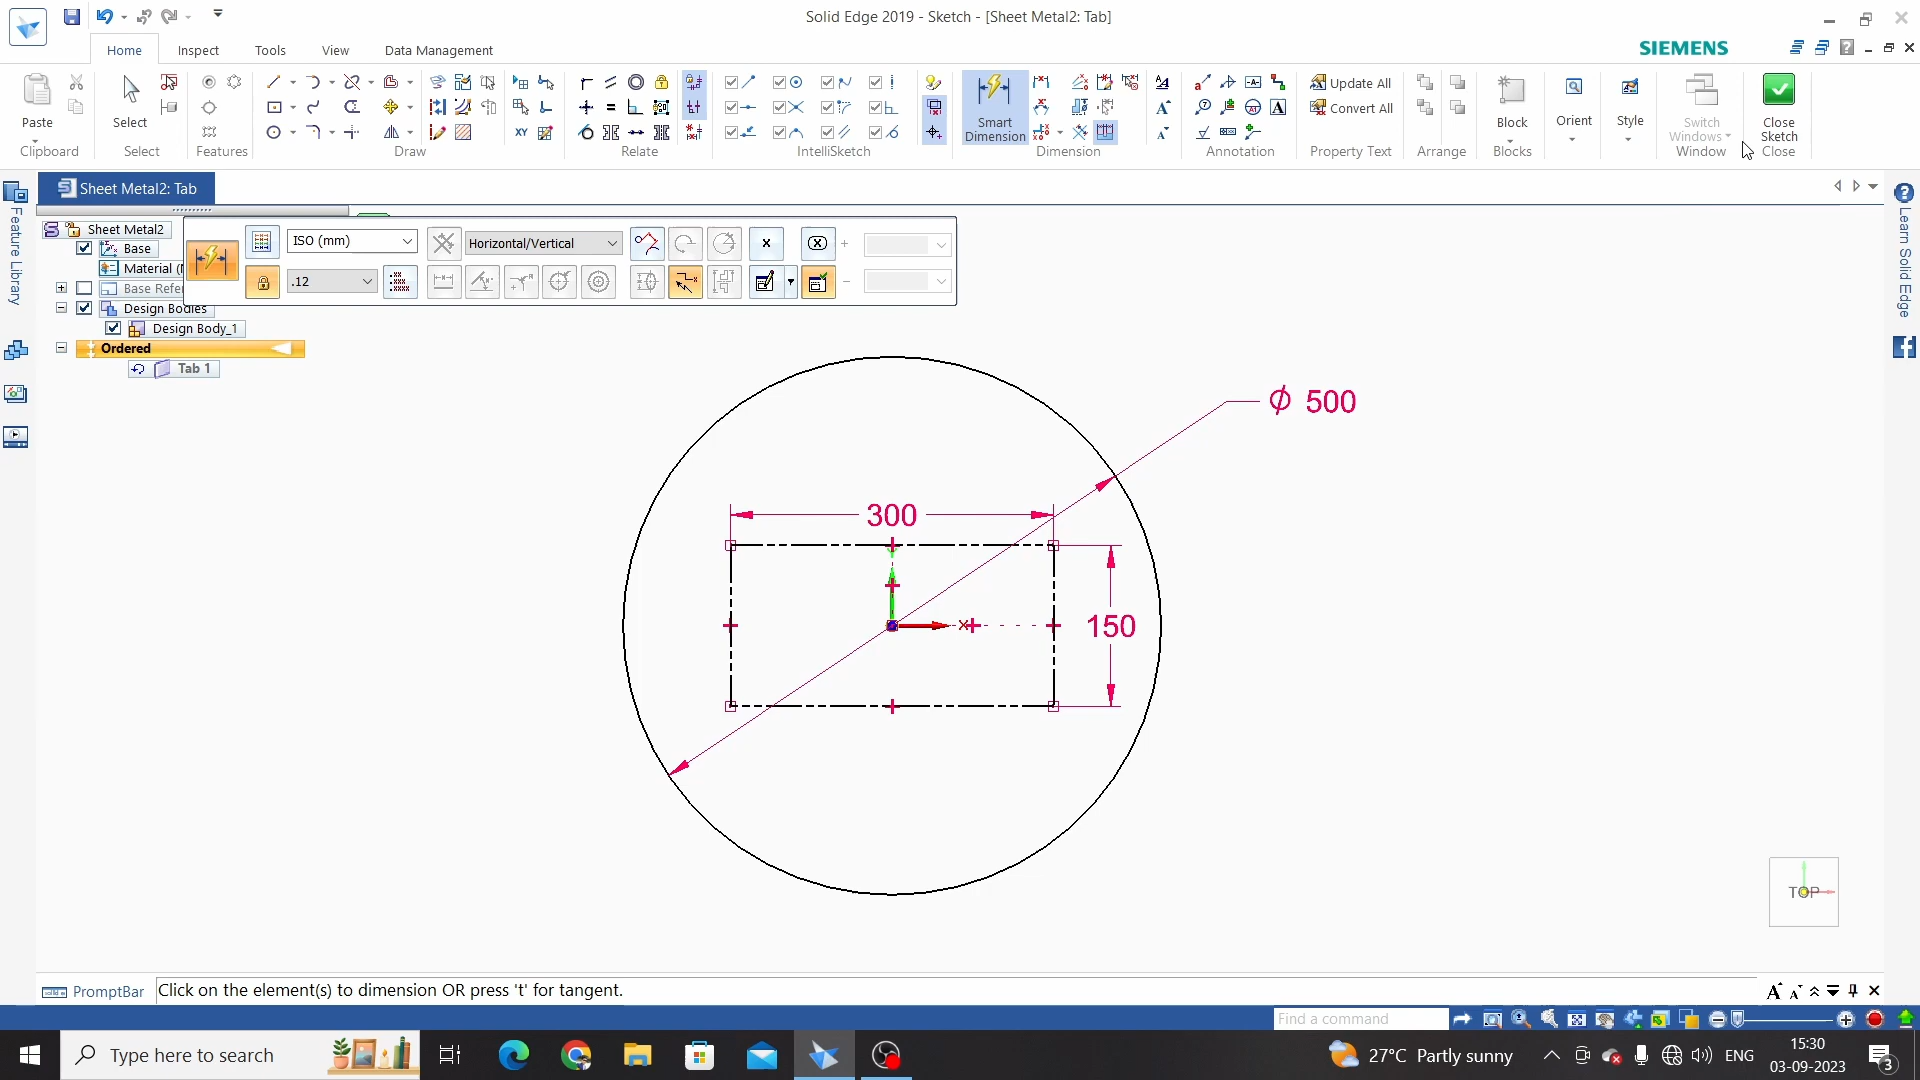 Solid Edge 2019 - Sketch - [Sheet Metal2: Tab]
Home Inspect Tools View Data Management
SIEMENS
Paste
Clipboard
Select
Select
Features
Draw
Relate
IntelliSketch
Smart
Dimension
Dimension
Annotation
Update All
Convert All
Property Text
Arrange
Block
Blocks
Orient
Style
Switch
Windows
Window
Close
Sketch
Close
Sheet Metal2: Tab
Feature Library
Learn Solid Edge
Sheet Metal2
Base
Material (
Base Refer
Design Bodies
Design Body_1
Ordered
Tab 1
ISO (mm)
Horizontal/Vertical
.12
Φ 500
300
150
x
TOP
PromptBar
Click on the element(s) to dimension OR press 't' for tangent.
Find a command
Type here to search
27°C Partly sunny
ENG
15:30
03-09-2023
3